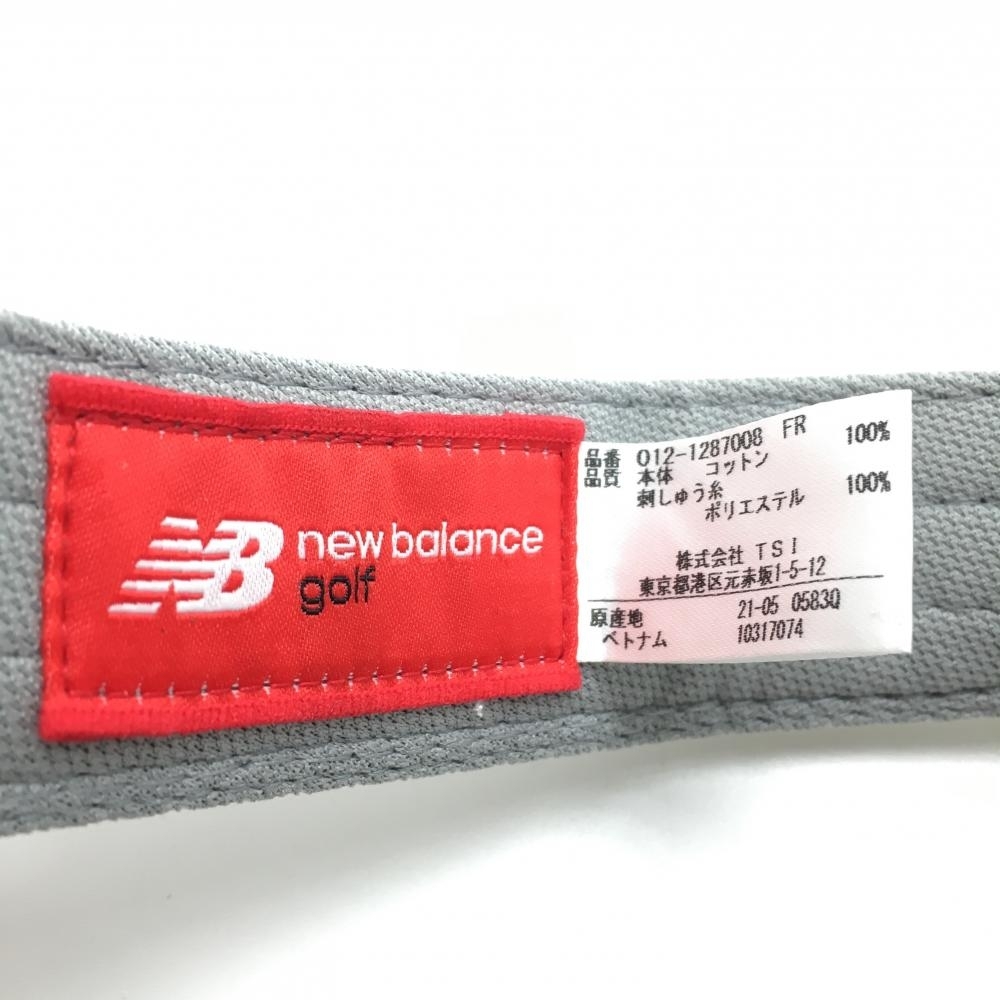 NB
new balance
golf
品番 012-1287008 FR
品質 本体 コットン 100%
刺しゅう糸
ポリエステル 100%
株式会社 TSI
東京都港区元赤坂1-5-12
原産地 21-05 0583Q
ベトナム 10317074